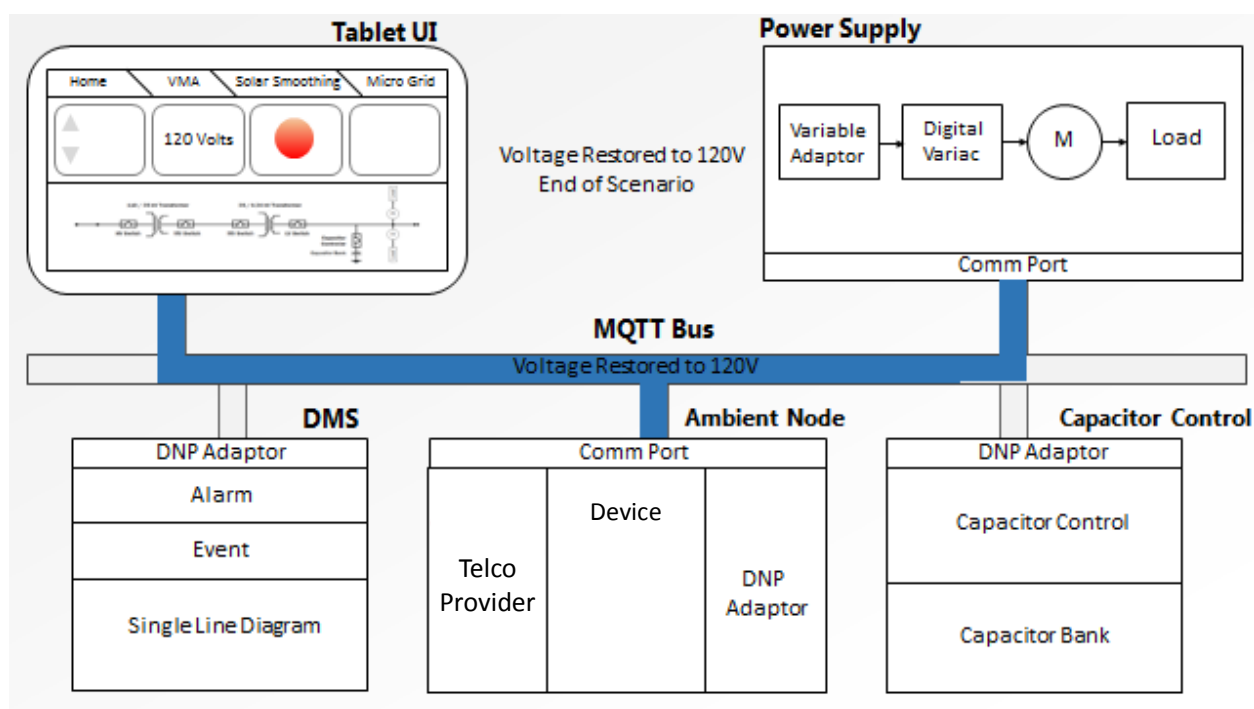 Tablet UI
Power Supply
Home
VMA
Solar Smoothing
Micro Grid
120 Volts
Voltage Restored to 120V
End of Scenario
Variable
Adaptor
Digital
Variac
M
Load
Capacitor Bank
Comm Port
MQTT Bus
Voltage Restored to 120V
DMS
Ambient Node
Capacitor Control
DNP Adaptor
Alarm
Event
Single Line Diagram
Comm Port
Telco
Provider
Device
DNP
Adaptor
DNP Adaptor
Capacitor Control
Capacitor Bank